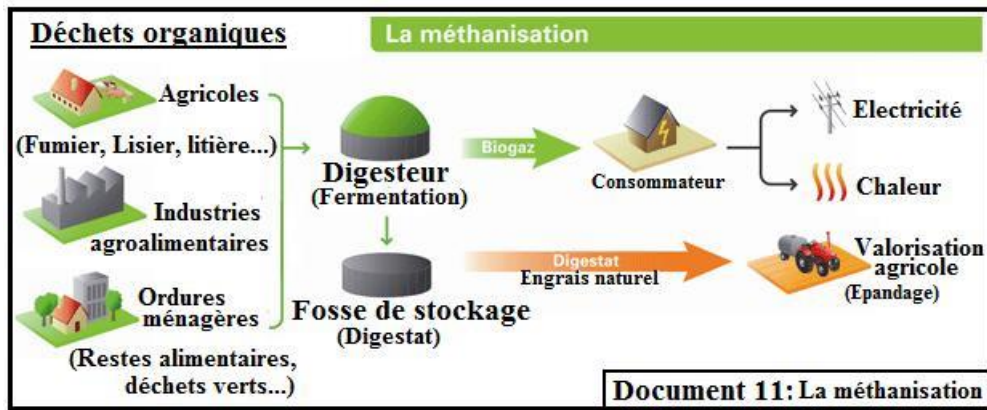 Déchets organiques
La méthanisation
Agricoles
(Fumier, Lisier, litière...)
Industries
agroalimentaires
Ordures
ménagères
(Restes alimentaires,
déchets verts...)
Digesteur
(Fermentation)
Fosse de stockage
(Digestat)
Biogaz
Consommateur
Electricité
Chaleur
Digestat
Engrais naturel
Valorisation
agricole
(Epandage)
Document 11: La méthanisation